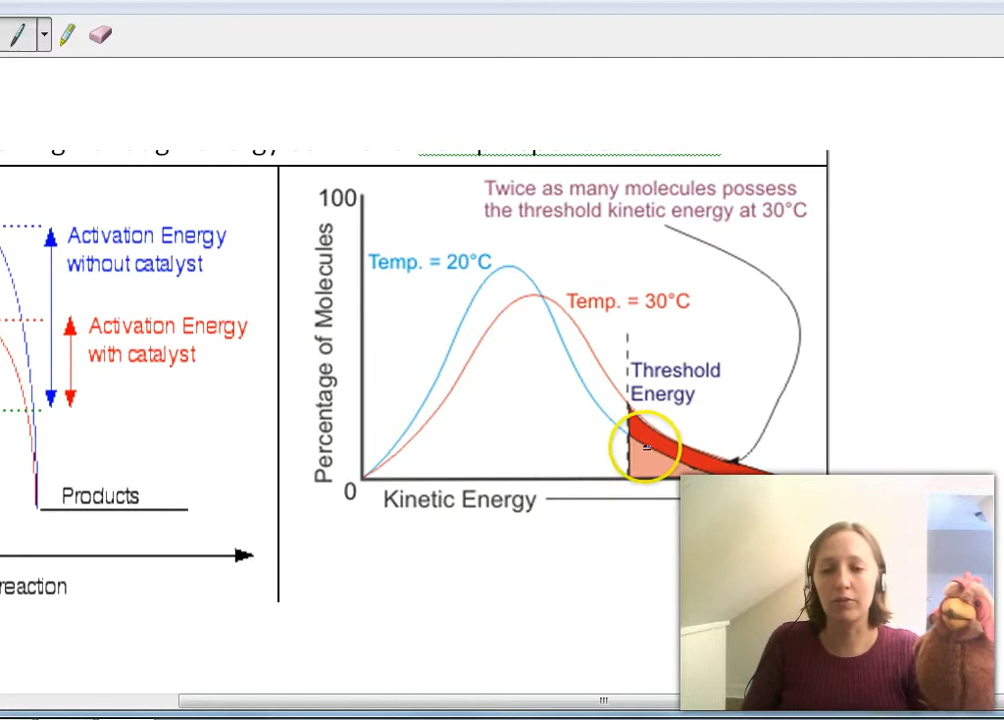 Activation Energy
without catalyst
Activation Energy
with catalyst
Products
reaction
100
Twice as many molecules possess
the threshold kinetic energy at 30°C
Temp. = 20°C
Temp. = 30°C
Threshold
Energy
Percentage of Molecules
0
Kinetic Energy